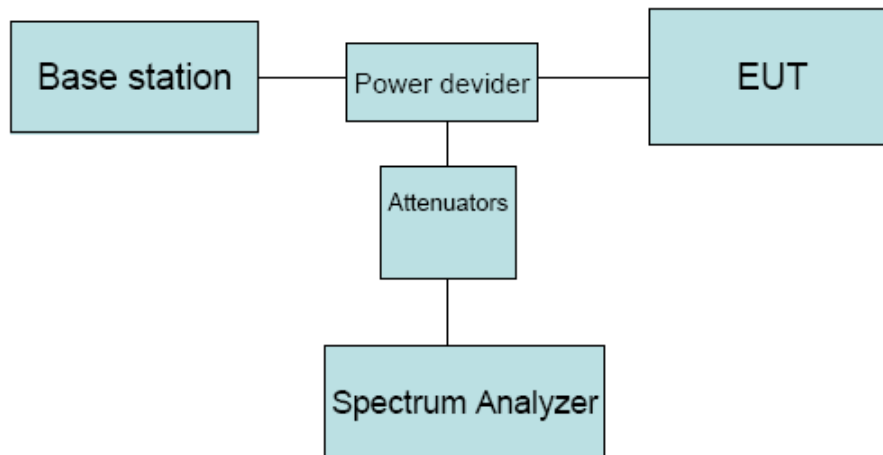 Base station
Power devider
EUT
Attenuators
Spectrum Analyzer